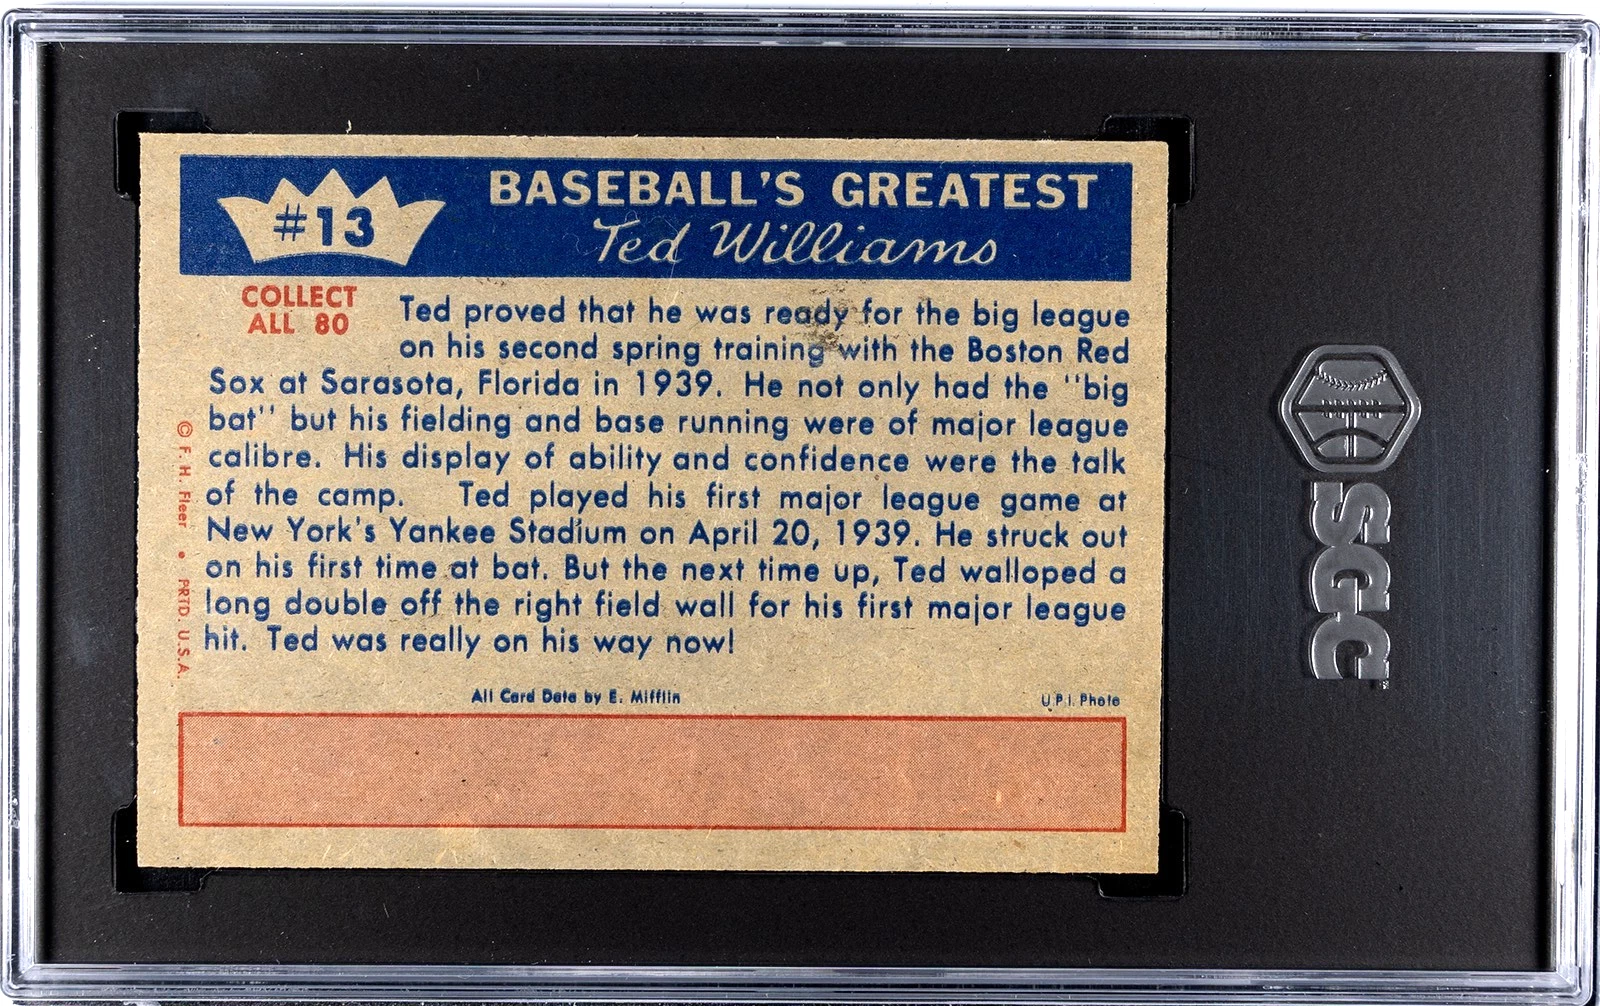 #13
BASEBALL'S GREATEST
Ted Williams
COLLECT
ALL 80
Ted proved that he was ready for the big league
on his second spring training with the Boston Red
Sox at Sarasota, Florida in 1939. He not only had the "big
bat" but his fielding and base running were of major league
calibre. His display of ability and confidence were the talk
of the camp. Ted played his first major league game at
New York's Yankee Stadium on April 20, 1939. He struck out
on his first time at bat. But the next time up, Ted walloped a
long double off the right field wall for his first major league
hit. Ted was really on his way now!
© F. H. Fleer • PRTD. U.S.A.
All Card Data by E. Mifflin
U.P.I. Photo
SGC